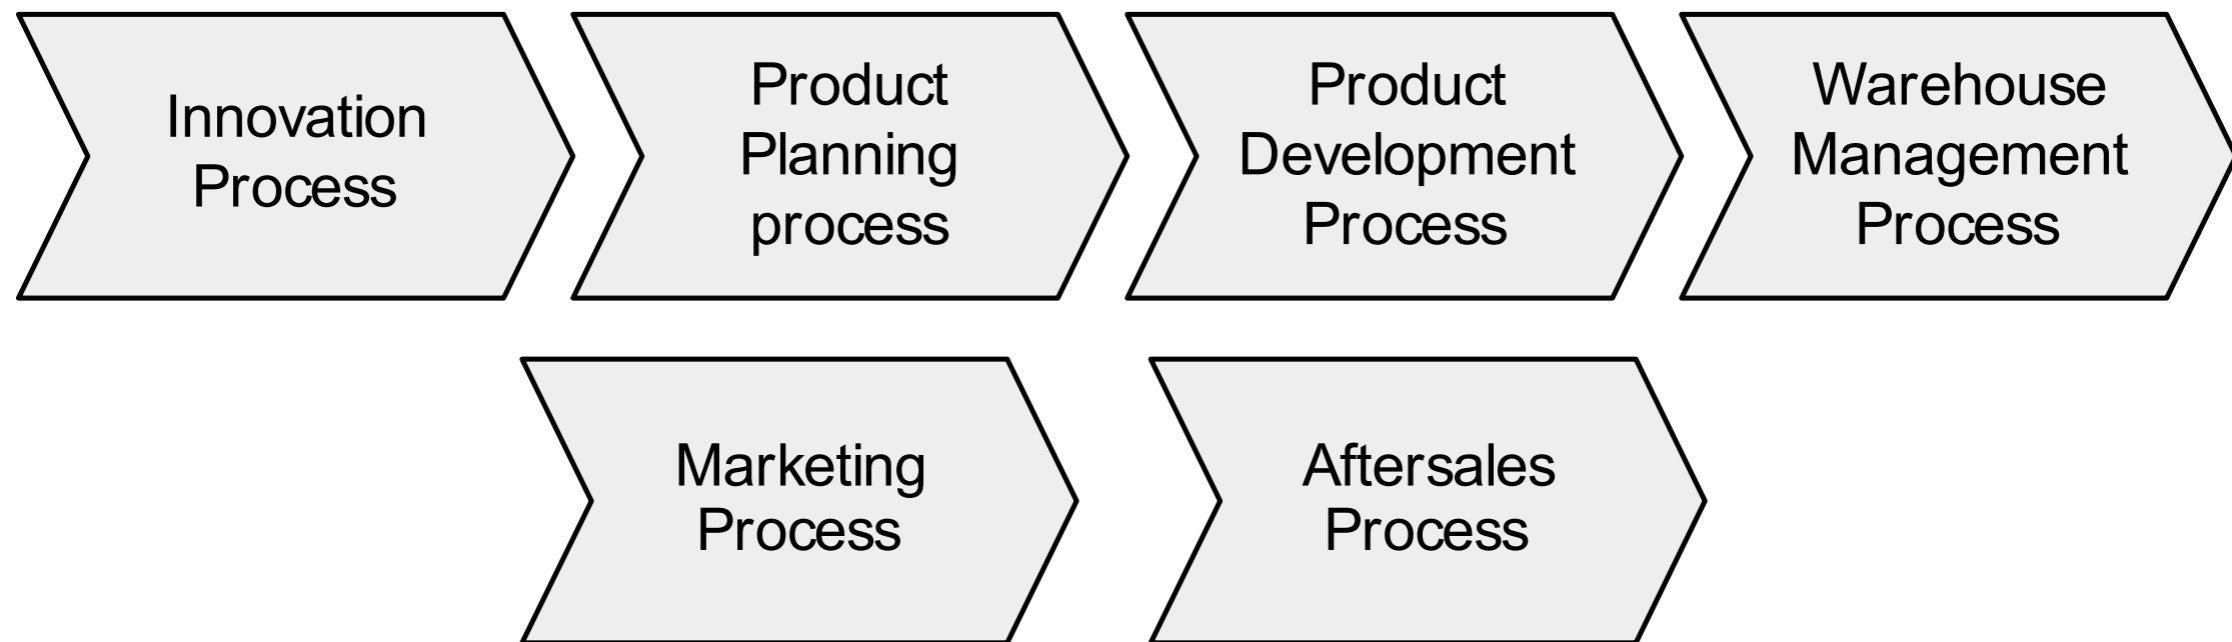 Innovation
Process
Product
Planning
process
Product
Development
Process
Warehouse
Management
Process
Marketing
Process
Aftersales
Process